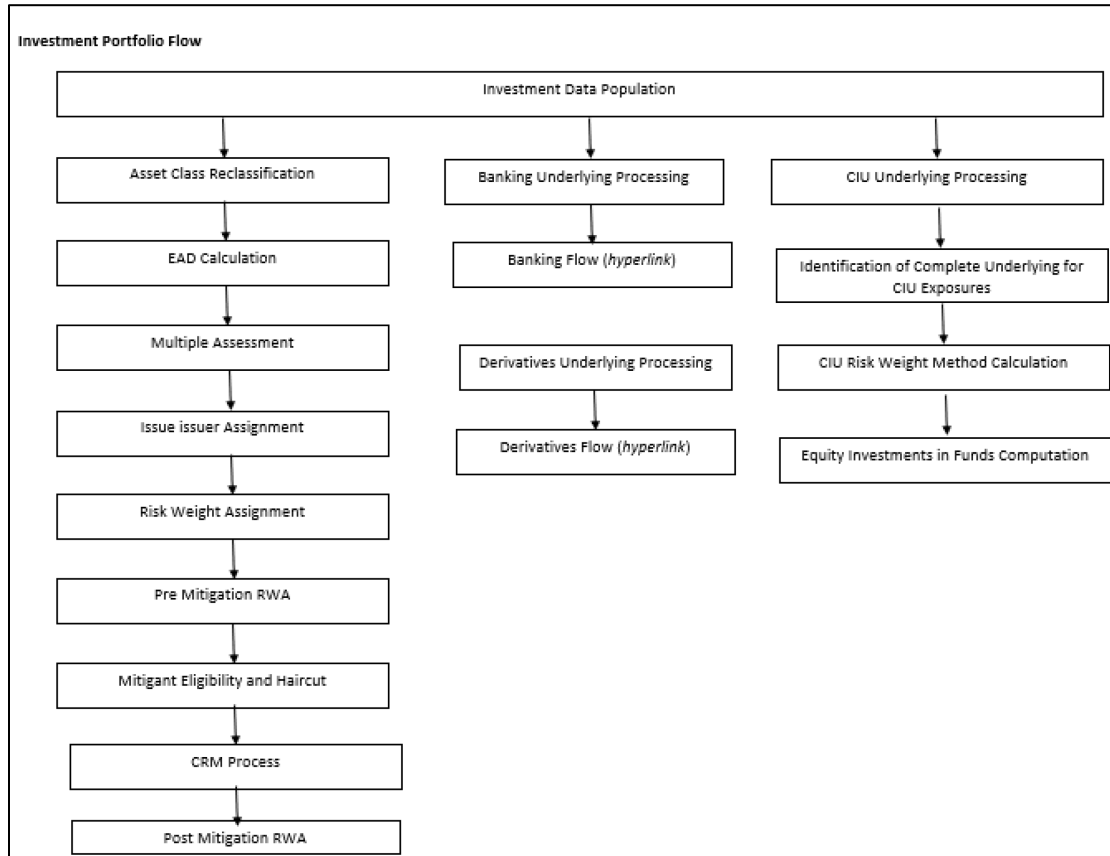 Investment Portfolio Flow
Investment Data Population
Asset Class Reclassification
EAD Calculation
Multiple Assessment
Issue issuer Assignment
Risk Weight Assignment
Pre Mitigation RWA
Mitigant Eligibility and Haircut
CRM Process
Post Mitigation RWA
Banking Underlying Processing
Banking Flow (hyperlink)
Derivatives Underlying Processing
Derivatives Flow (hyperlink)
CIU Underlying Processing
Identification of Complete Underlying for
CIU Exposures
CIU Risk Weight Method Calculation
Equity Investments in Funds Computation